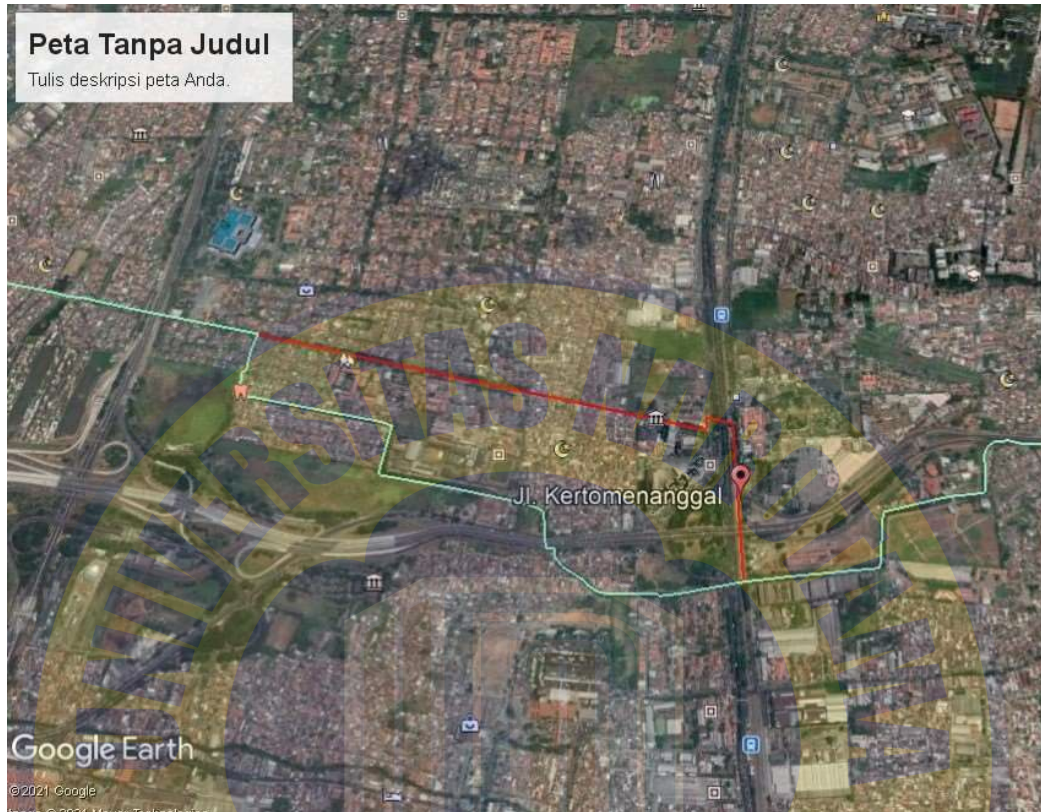 Peta Tanpa Judul
Tulis deskripsi peta Anda.
Jl. Kertomenanggal
Google Earth
©2021 Google